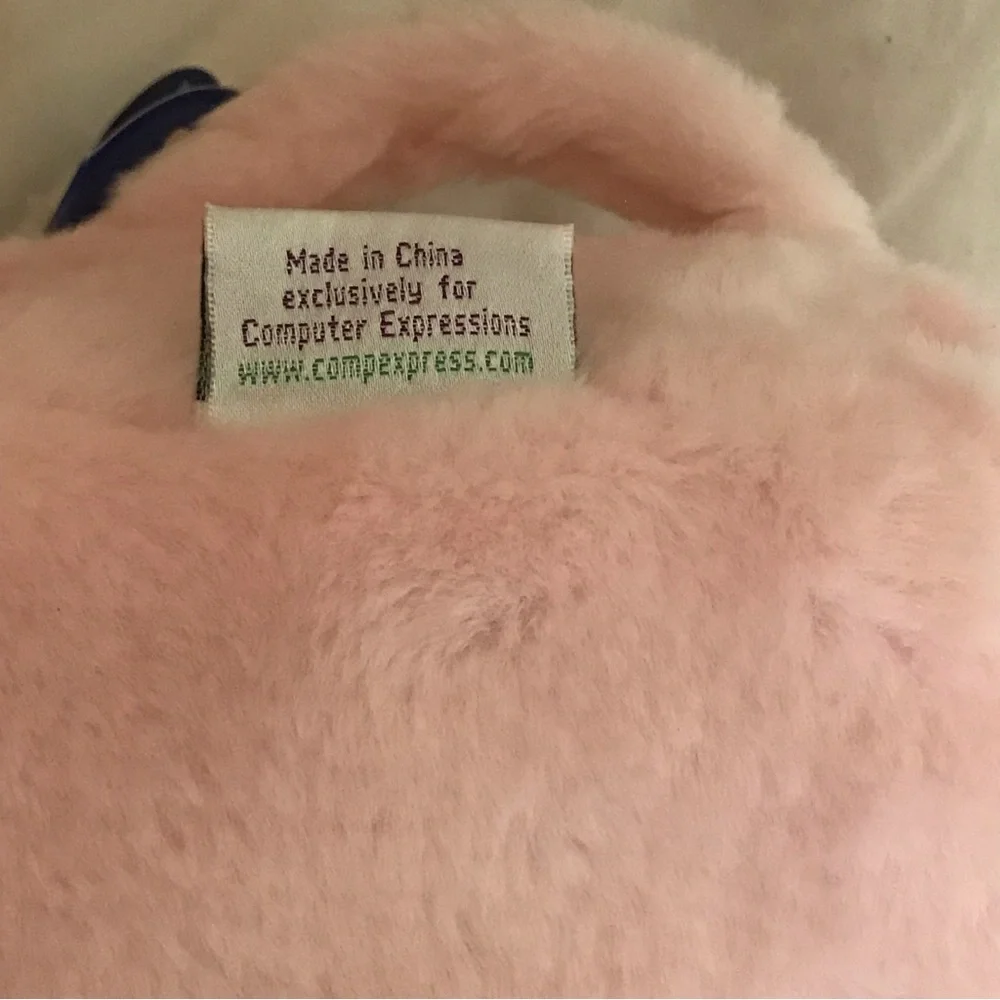 Made in China
exclusively for
Computer Expressions
www.compexpress.com